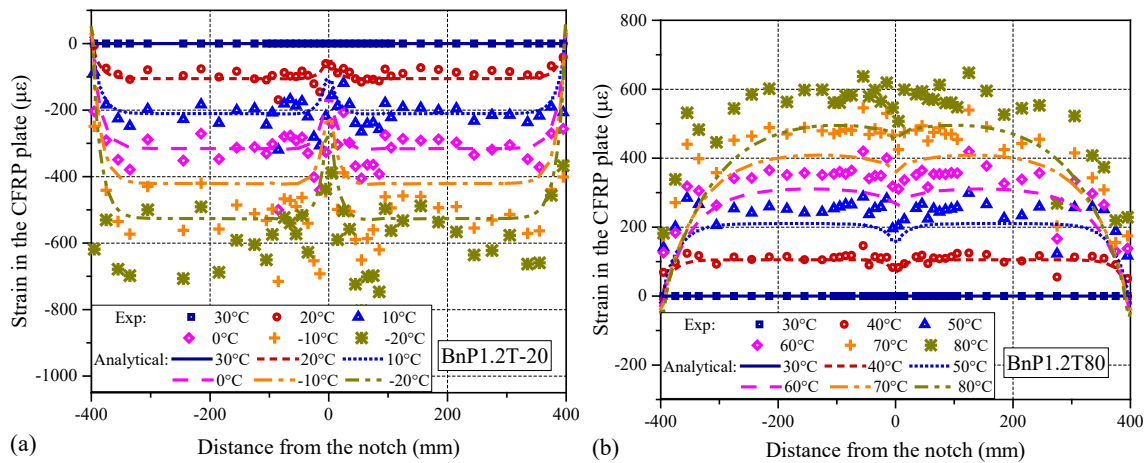 0
-200
-400
-600
-800
-1000
Strain in the CFRP plate (με)
Exp: 30°C 20°C 10°C
0°C -10°C -20°C
Analytical: 30°C 20°C 10°C
0°C -10°C -20°C
BnP1.2T-20
-400 -200 0 200 400
(a) Distance from the notch (mm)
800
600
400
200
0
-200
Strain in the CFRP plate (με)
Exp: 30°C 40°C 50°C
60°C 70°C 80°C
Analytical: 30°C 40°C 50°C
60°C 70°C 80°C
BnP1.2T80
-400 -200 0 200 400
(b) Distance from the notch (mm)